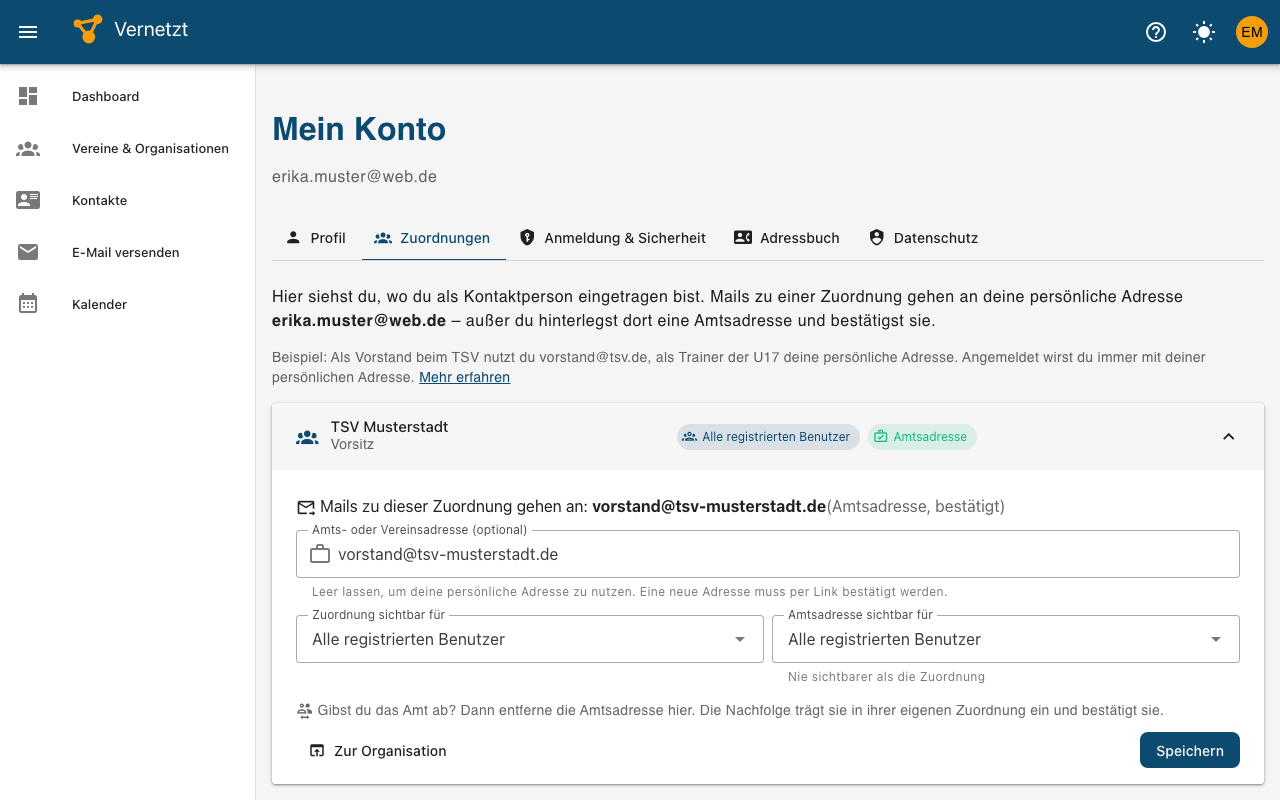 Vernetzt
EM
Dashboard
Vereine & Organisationen
Kontakte
E-Mail versenden
Kalender
Mein Konto
erika.muster@web.de
Profil
Zuordnungen
Anmeldung & Sicherheit
Adressbuch
Datenschutz
Hier siehst du, wo du als Kontaktperson eingetragen bist. Mails zu einer Zuordnung gehen an deine persönliche Adresse
erika.muster@web.de – außer du hinterlegst dort eine Amtsadresse und bestätigst sie.
Beispiel: Als Vorstand beim TSV nutzt du vorstand@tsv.de, als Trainer der U17 deine persönliche Adresse. Angemeldet wirst du immer mit deiner
persönlichen Adresse. Mehr erfahren
TSV Musterstadt
Vorsitz
Alle registrierten Benutzer
Amtsadresse
Mails zu dieser Zuordnung gehen an: vorstand@tsv-musterstadt.de(Amtsadresse, bestätigt)
Amts- oder Vereinsadresse (optional)
vorstand@tsv-musterstadt.de
Leer lassen, um deine persönliche Adresse zu nutzen. Eine neue Adresse muss per Link bestätigt werden.
Zuordnung sichtbar für
Alle registrierten Benutzer
Amtsadresse sichtbar für
Alle registrierten Benutzer
Nie sichtbarer als die Zuordnung
Gibst du das Amt ab? Dann entferne die Amtsadresse hier. Die Nachfolge trägt sie in ihrer eigenen Zuordnung ein und bestätigt sie.
Zur Organisation
Speichern